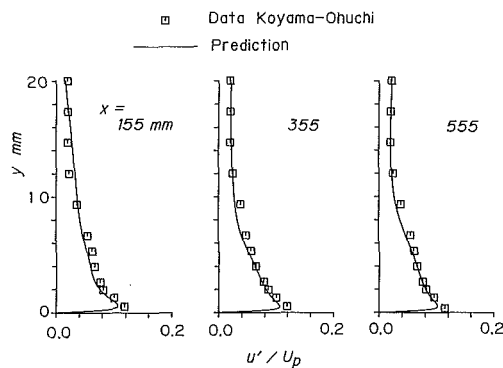 Data Koyama-Ohuchi
Prediction
20
10
0
y mm
x =
155 mm
355
555
0.0
0.2
0.0
0.2
0.0
0.2
u' / Up